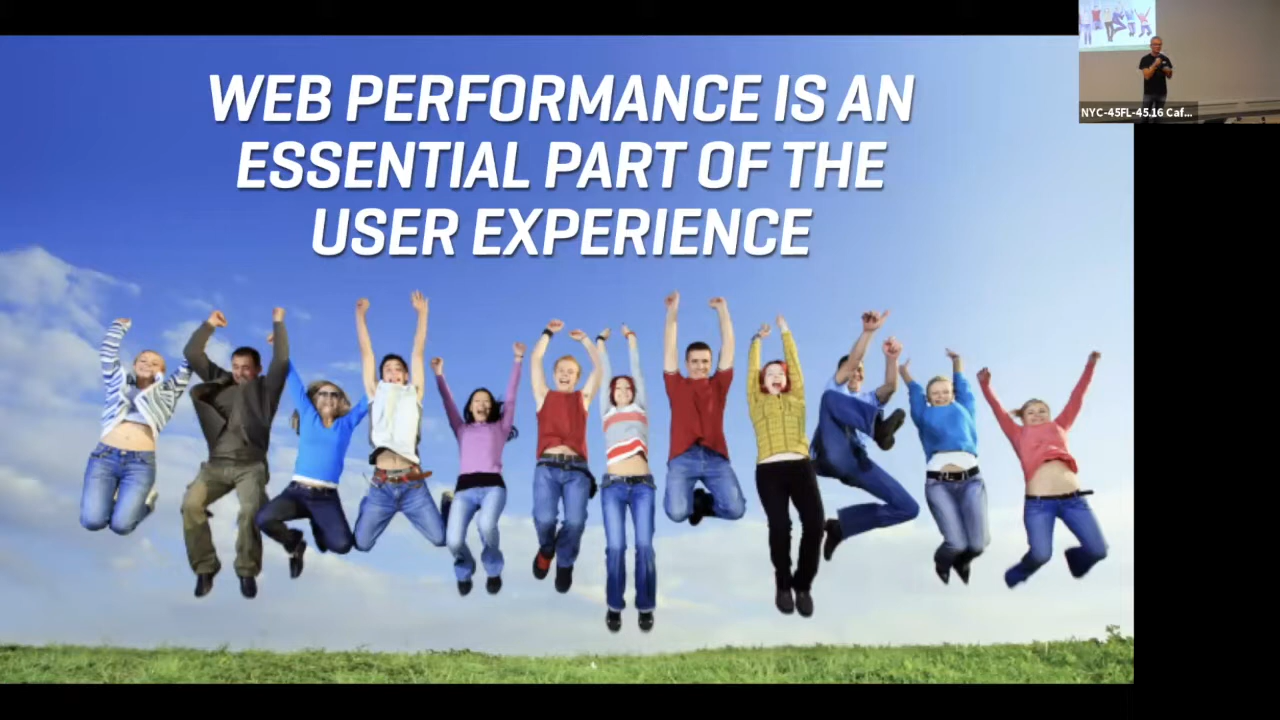 WEB PERFORMANCE IS AN
ESSENTIAL PART OF THE
USER EXPERIENCE
NYC-45FL-45.16 Caf...